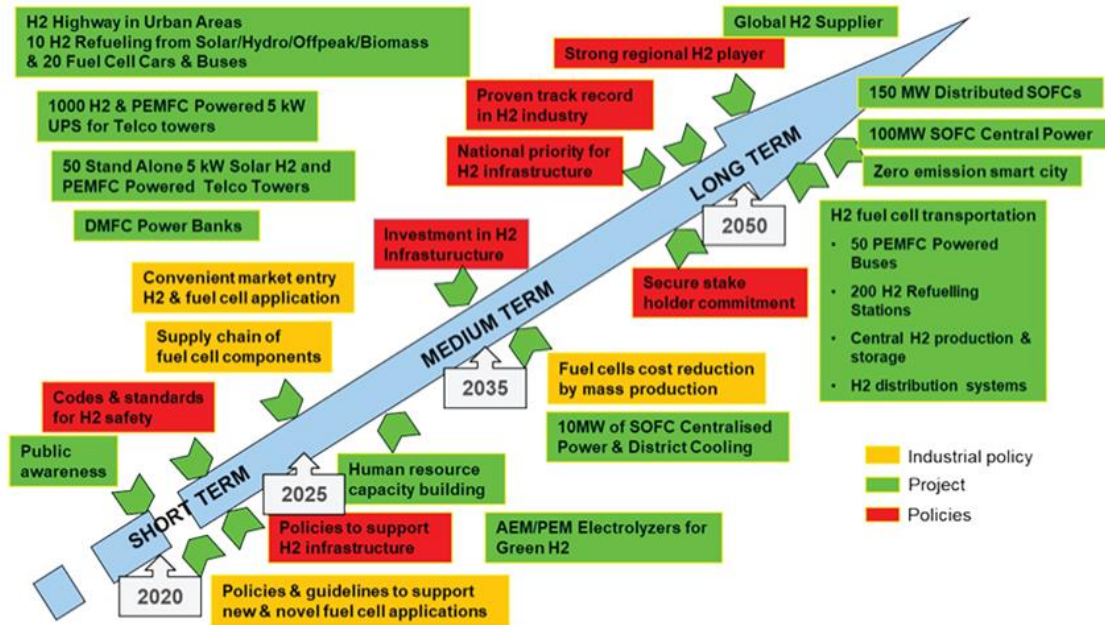 H2 Highway in Urban Areas
10 H2 Refueling from Solar/Hydro/Offpeak/Biomass
& 20 Fuel Cell Cars & Buses
1000 H2 & PEMFC Powered 5 kW
UPS for Telco towers
50 Stand Alone 5 kW Solar H2 and
PEMFC Powered Telco Towers
DMFC Power Banks
Convenient market entry
H2 & fuel cell application
Supply chain of
fuel cell components
Codes & standards
for H2 safety
Public
awareness
Global H2 Supplier
Strong regional H2 player
Proven track record
in H2 industry
National priority for
H2 infrastructure
Investment in H2
Infrasturucture
SHORT TERM
MEDIUM TERM
LONG TERM
2020
2025
2035
2050
150 MW Distributed SOFCs
100MW SOFC Central Power
Zero emission smart city
H2 fuel cell transportation
• 50 PEMFC Powered
Buses
• 200 H2 Refuelling
Stations
• Central H2 production &
storage
• H2 distribution systems
Secure stake
holder commitment
Fuel cells cost reduction
by mass production
10MW of SOFC Centralised
Power & District Cooling
Human resource
capacity building
Policies to support
H2 infrastructure
AEM/PEM Electrolyzers for
Green H2
Policies & guidelines to support
new & novel fuel cell applications
Industrial policy
Project
Policies